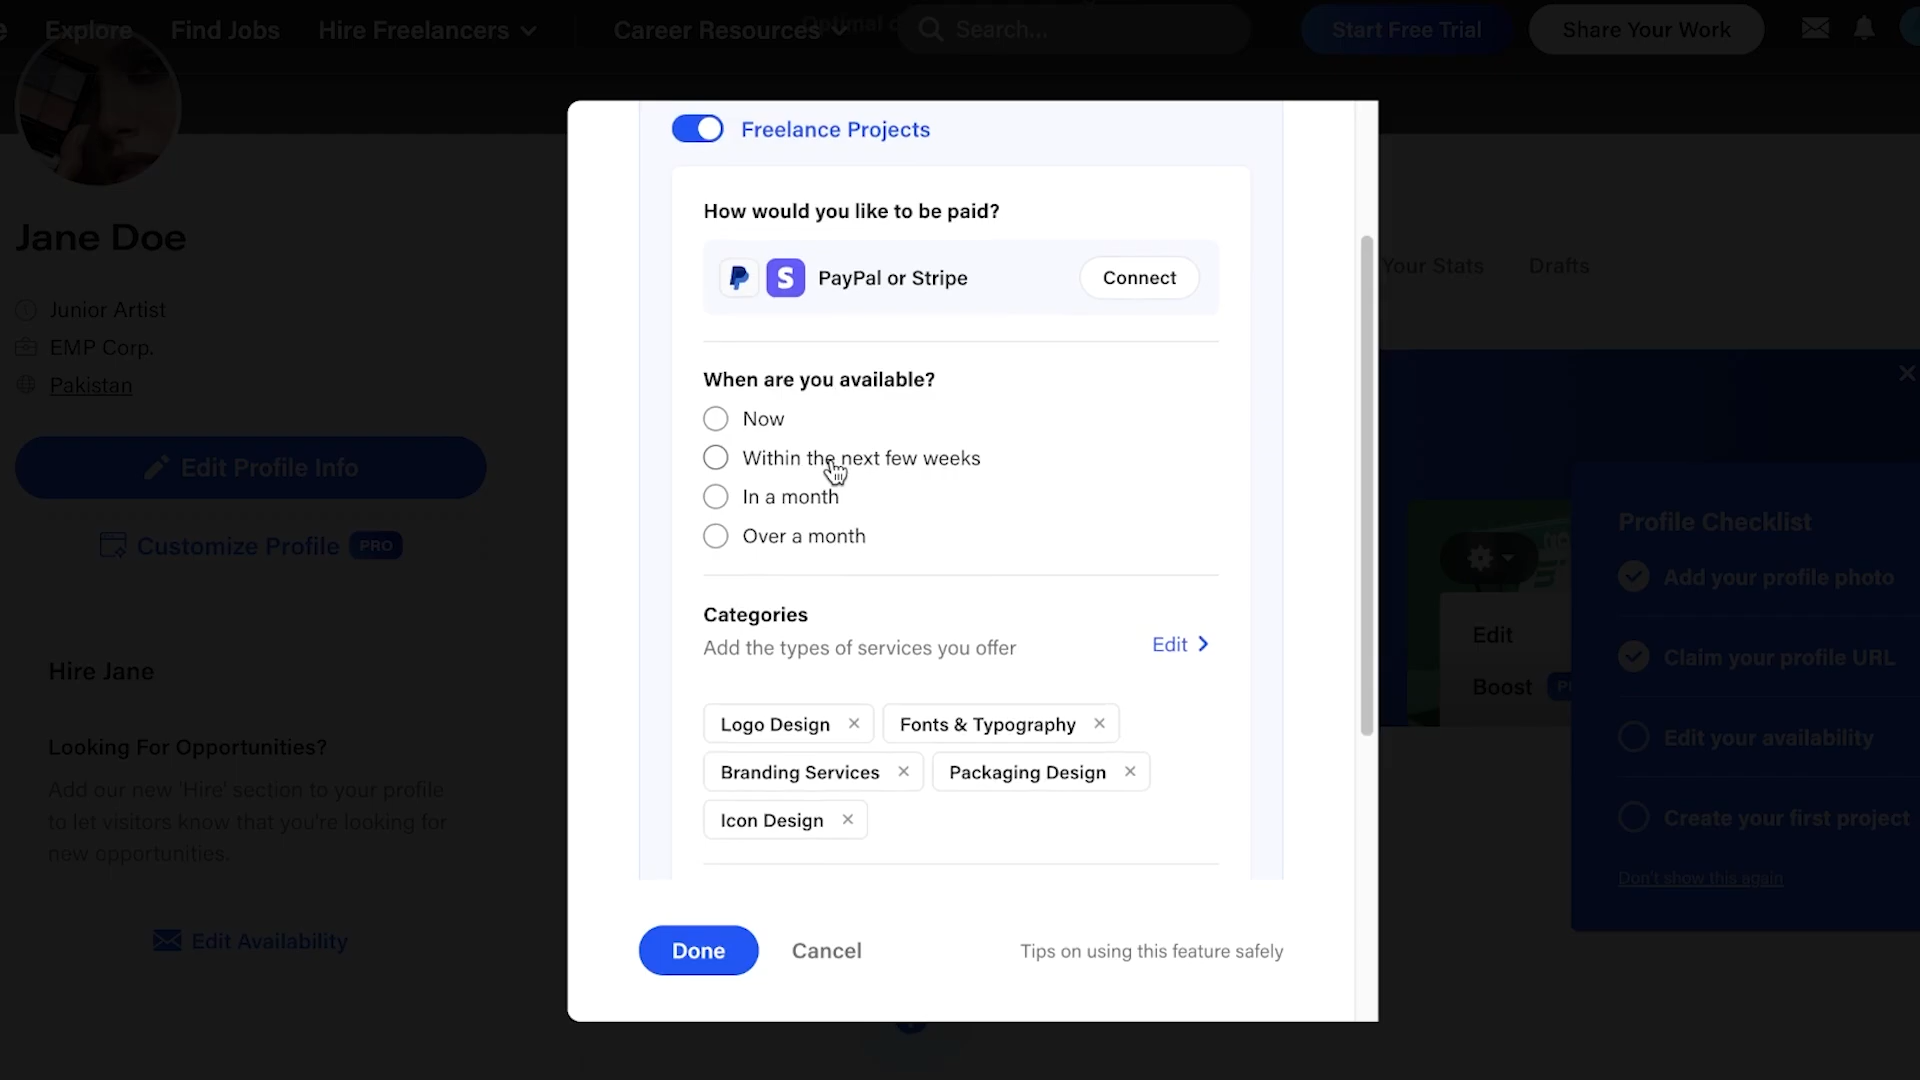 Explore
Find Jobs
Hire Freelancers
Career Resources
Search...
Start Free Trial
Share Your Work
Jane Doe
Junior Artist
EMP Corp.
Pakistan
Edit Profile Info
Customize Profile PRO
Hire Jane
Looking For Opportunities?
Add our new 'Hire' section to your profile
to let visitors know that you're looking for
new opportunities.
Edit Availability
Freelance Projects
How would you like to be paid?
PayPal or Stripe
Connect
When are you available?
Now
Within the next few weeks
In a month
Over a month
Categories
Add the types of services you offer
Edit
Logo Design
Fonts & Typography
Branding Services
Packaging Design
Icon Design
Done
Cancel
Tips on using this feature safely
Your Stats
Drafts
Edit
Boost
Profile Checklist
Add your profile photo
Claim your profile URL
Edit your availability
Create your first project
Don't show this again